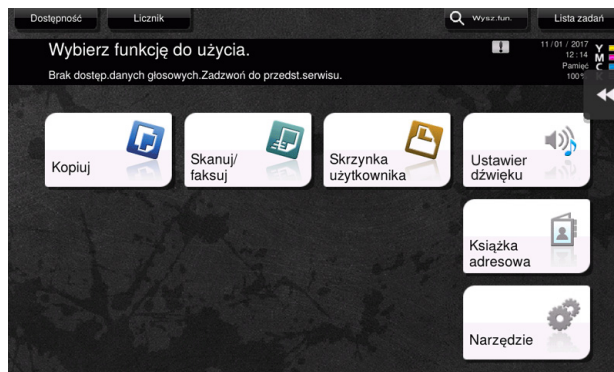 Dostępność
Licznik
Wysz.fun.
Lista zadań
Wybierz funkcję do użycia.
Brak dostęp.danych głosowych.Zadzwoń do przedst.serwisu.
11/01 / 2017
12:14
Pamięć
100%
Y
M
C
K
Kopiuj
Skanuj/
faksuj
Skrzynka
użytkownika
Ustawier
dźwięku
Książka
adresowa
Narzędzie